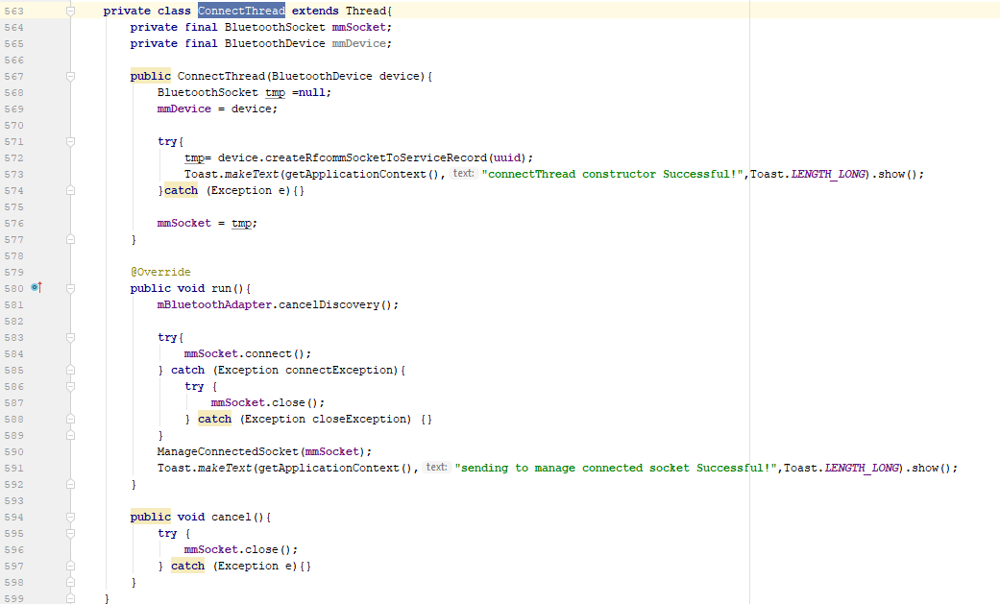 563 private class ConnectThread extends Thread{
564 private final BluetoothSocket mmSocket;
565 private final BluetoothDevice mmDevice;
566
567 public ConnectThread(BluetoothDevice device){
568 BluetoothSocket tmp =null;
569 mmDevice = device;
570
571 try{
572 tmp= device.createRfcommSocketToServiceRecord(uuid);
573 Toast.makeText(getApplicationContext(), text: "connectThread constructor Successful!",Toast.LENGTH_LONG).show();
574 }catch (Exception e){}
575
576 mmSocket = tmp;
577 }
578
579 @Override
580 public void run(){
581 mBluetoothAdapter.cancelDiscovery();
582
583 try{
584 mmSocket.connect();
585 } catch (Exception connectException){
586 try {
587 mmSocket.close();
588 } catch (Exception closeException) {}
589 }
590 ManageConnectedSocket(mmSocket);
591 Toast.makeText(getApplicationContext(), text: "sending to manage connected socket Successful!",Toast.LENGTH_LONG).show();
592 }
593
594 public void cancel(){
595 try {
596 mmSocket.close();
597 } catch (Exception e){}
598 }
599 }